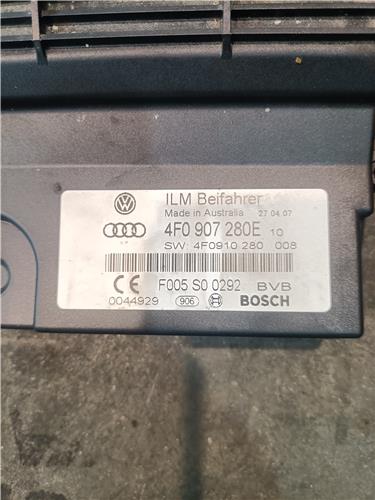 ILM Beifahrer
Made in Australia 27.04.07
4F0 907 280E 10
SW: 4F0910 280 008
F005 S0 0292 BVB
0044929 906 BOSCH